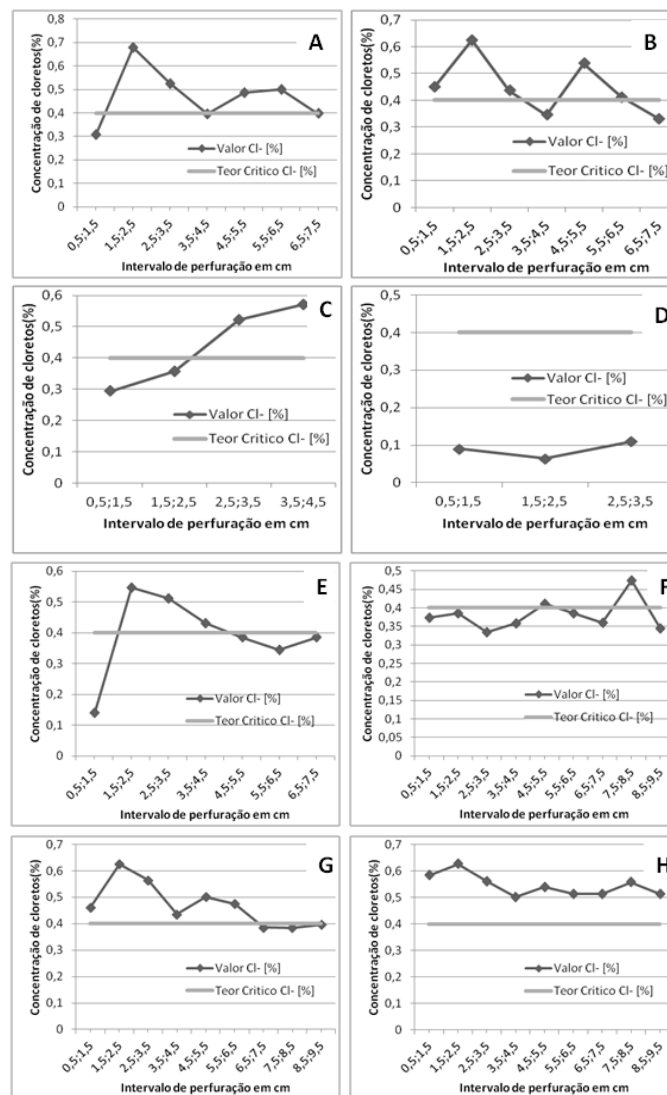 A
Concentração de cloretos(%)
0,8
0,7
0,6
0,5
0,4
0,3
0,2
0,1
0
Valor Cl- [%]
Teor Critico Cl- [%]
0,5;1,5
1,5;2,5
2,5;3,5
3,5;4,5
4,5;5,5
5,5;6,5
6,5;7,5
Intervalo de perfuração em cm
B
Concentração de cloretos(%)
0,7
0,6
0,5
0,4
0,3
0,2
0,1
0
Valor Cl- [%]
Teor Critico Cl- [%]
0,5;1,5
1,5;2,5
2,5;3,5
3,5;4,5
4,5;5,5
5,5;6,5
6,5;7,5
Intervalo de perfuração em cm
C
Concentração de cloretos(%)
0,6
0,5
0,4
0,3
0,2
0,1
0
Valor Cl- [%]
Teor Critico Cl- [%]
0,5;1,5
1,5;2,5
2,5;3,5
3,5;4,5
Intervalo de perfuração em cm
D
Concentração de cloretos(%)
0,5
0,4
0,3
0,2
0,1
0
Valor Cl- [%]
Teor Critico Cl- [%]
0,5;1,5
1,5;2,5
2,5;3,5
Intervalo de perfuração em cm
E
Concentração de cloretos(%)
0,6
0,5
0,4
0,3
0,2
0,1
0
Valor Cl- [%]
Teor Critico Cl- [%]
0,5;1,5
1,5;2,5
2,5;3,5
3,5;4,5
4,5;5,5
5,5;6,5
6,5;7,5
Intervalo de perfuração em cm
F
Concentração de cloretos(%)
0,5
0,45
0,4
0,35
0,3
0,25
0,2
0,15
0,1
0,05
0
Valor Cl- [%]
Teor Critico Cl- [%]
0,5;1,5
1,5;2,5
2,5;3,5
3,5;4,5
4,5;5,5
5,5;6,5
6,5;7,5
7,5;8,5
8,5;9,5
Intervalo de perfuração em cm
G
Concentração de cloretos(%)
0,7
0,6
0,5
0,4
0,3
0,2
0,1
0
Valor Cl- [%]
Teor Critico Cl- [%]
0,5;1,5
1,5;2,5
2,5;3,5
3,5;4,5
4,5;5,5
5,5;6,5
6,5;7,5
7,5;8,5
8,5;9,5
Intervalo de perfuração em cm
H
Concentração de cloretos(%)
0,7
0,6
0,5
0,4
0,3
0,2
0,1
0
Valor Cl- [%]
Teor Critico Cl- [%]
0,5;1,5
1,5;2,5
2,5;3,5
3,5;4,5
4,5;5,5
5,5;6,5
6,5;7,5
7,5;8,5
8,5;9,5
Intervalo de perfuração em cm